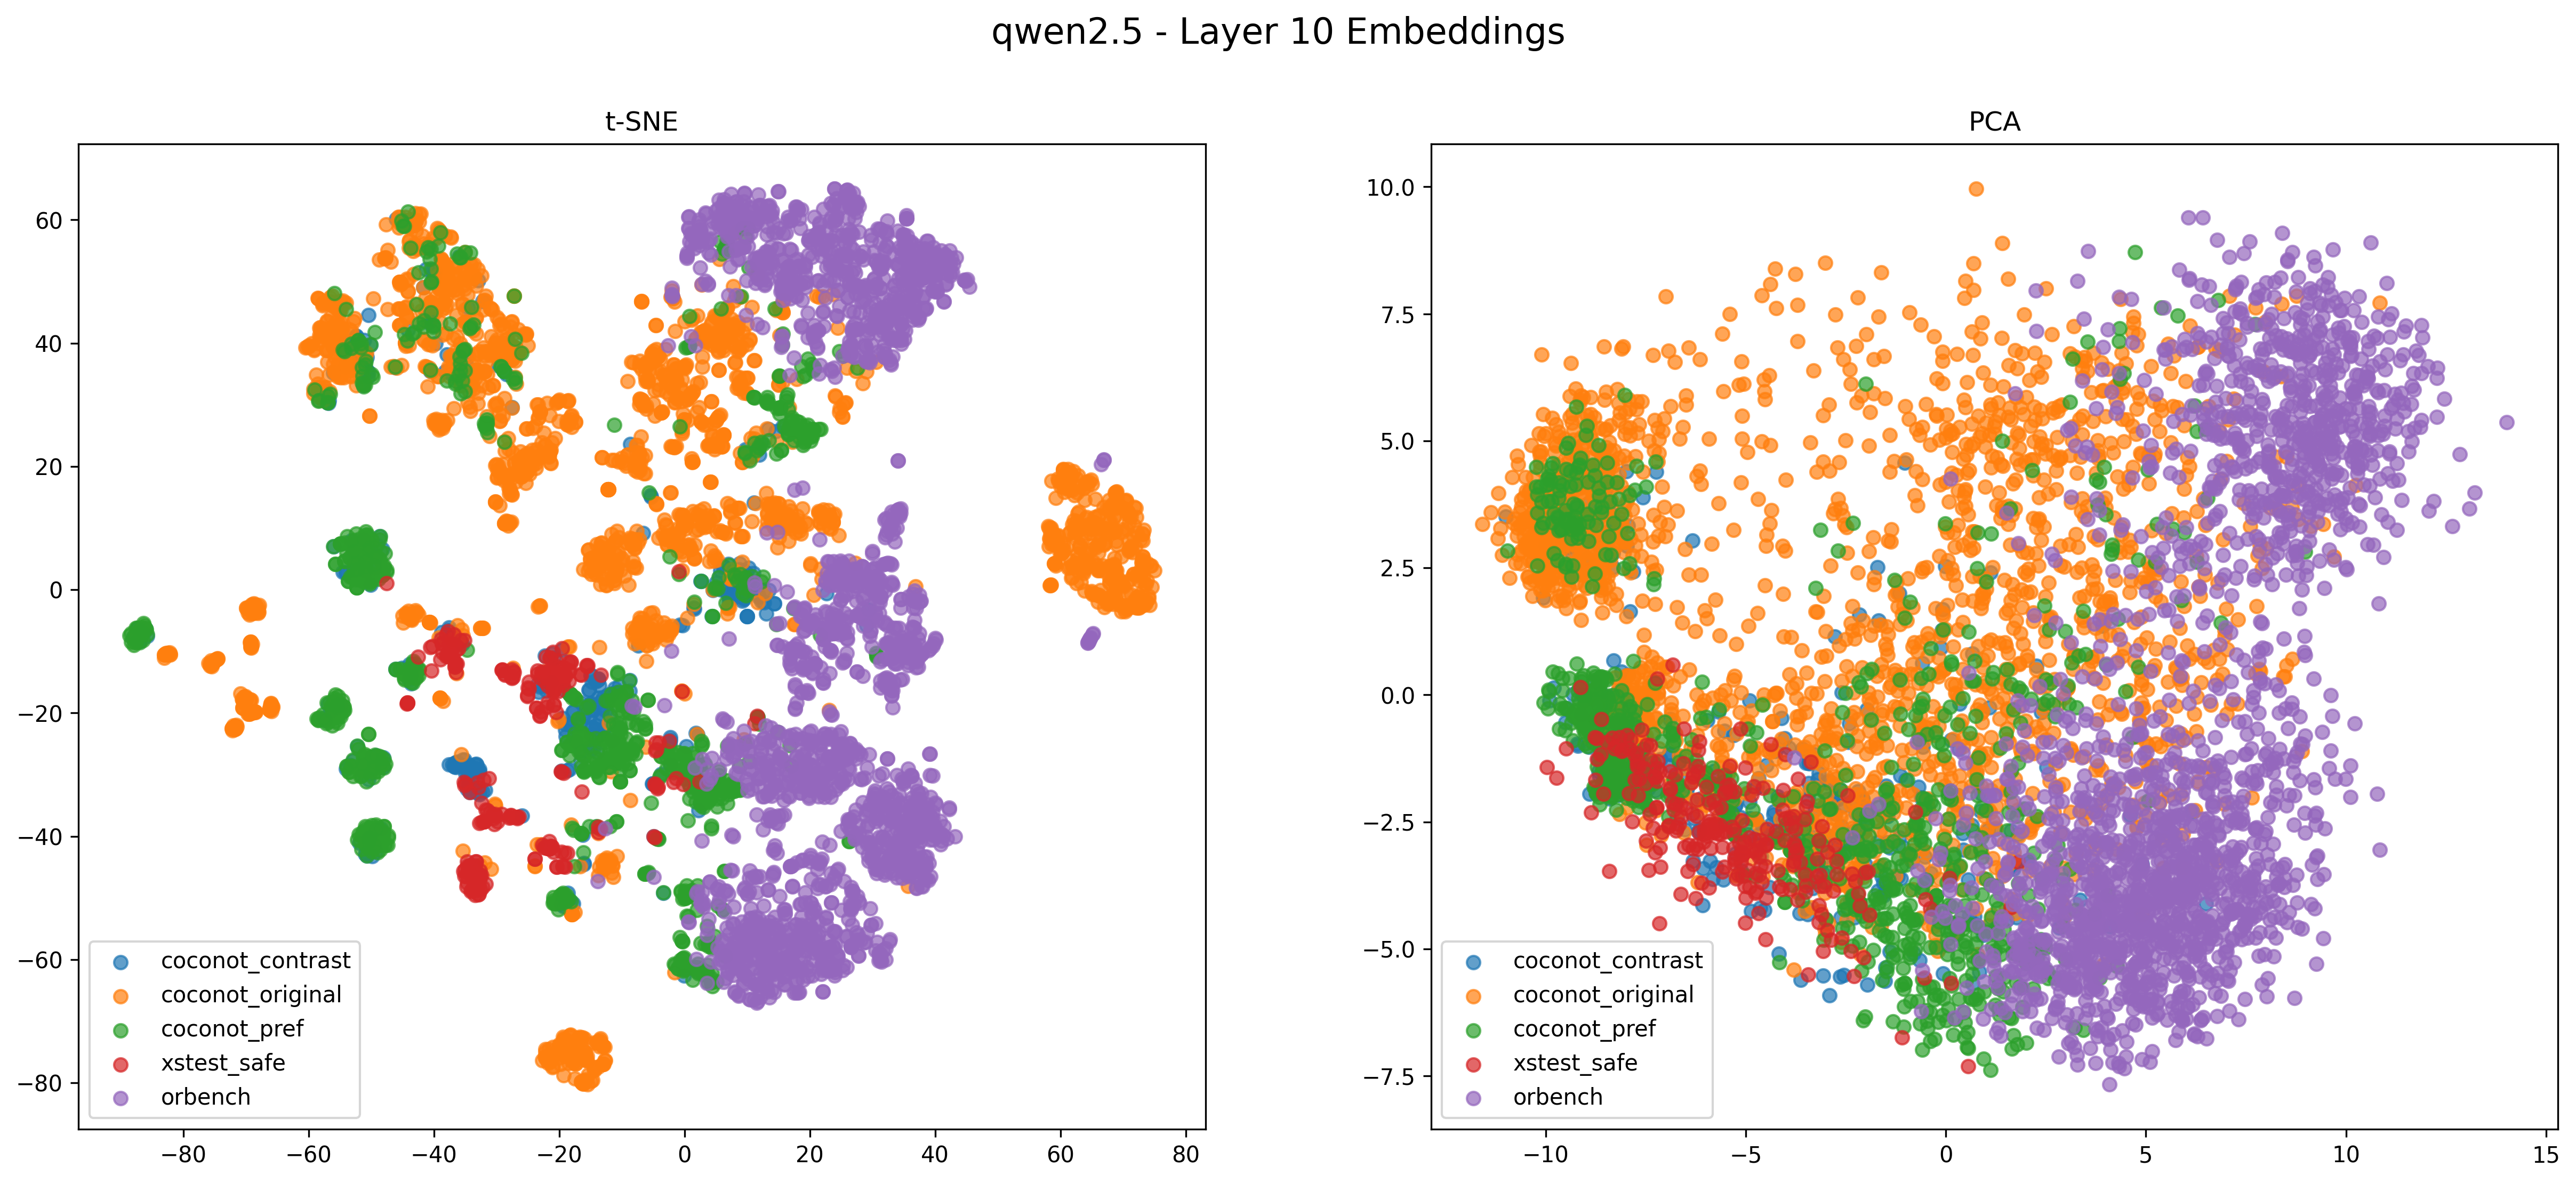 qwen2.5 - Layer 10 Embeddings
t-SNE
60
40
20
0
−20
−40
−60
−80
−80
−60
−40
−20
0
20
40
60
80
coconot_contrast
coconot_original
coconot_pref
xstest_safe
orbench
PCA
10.0
7.5
5.0
2.5
0.0
−2.5
−5.0
−7.5
−10
−5
0
5
10
15
coconot_contrast
coconot_original
coconot_pref
xstest_safe
orbench